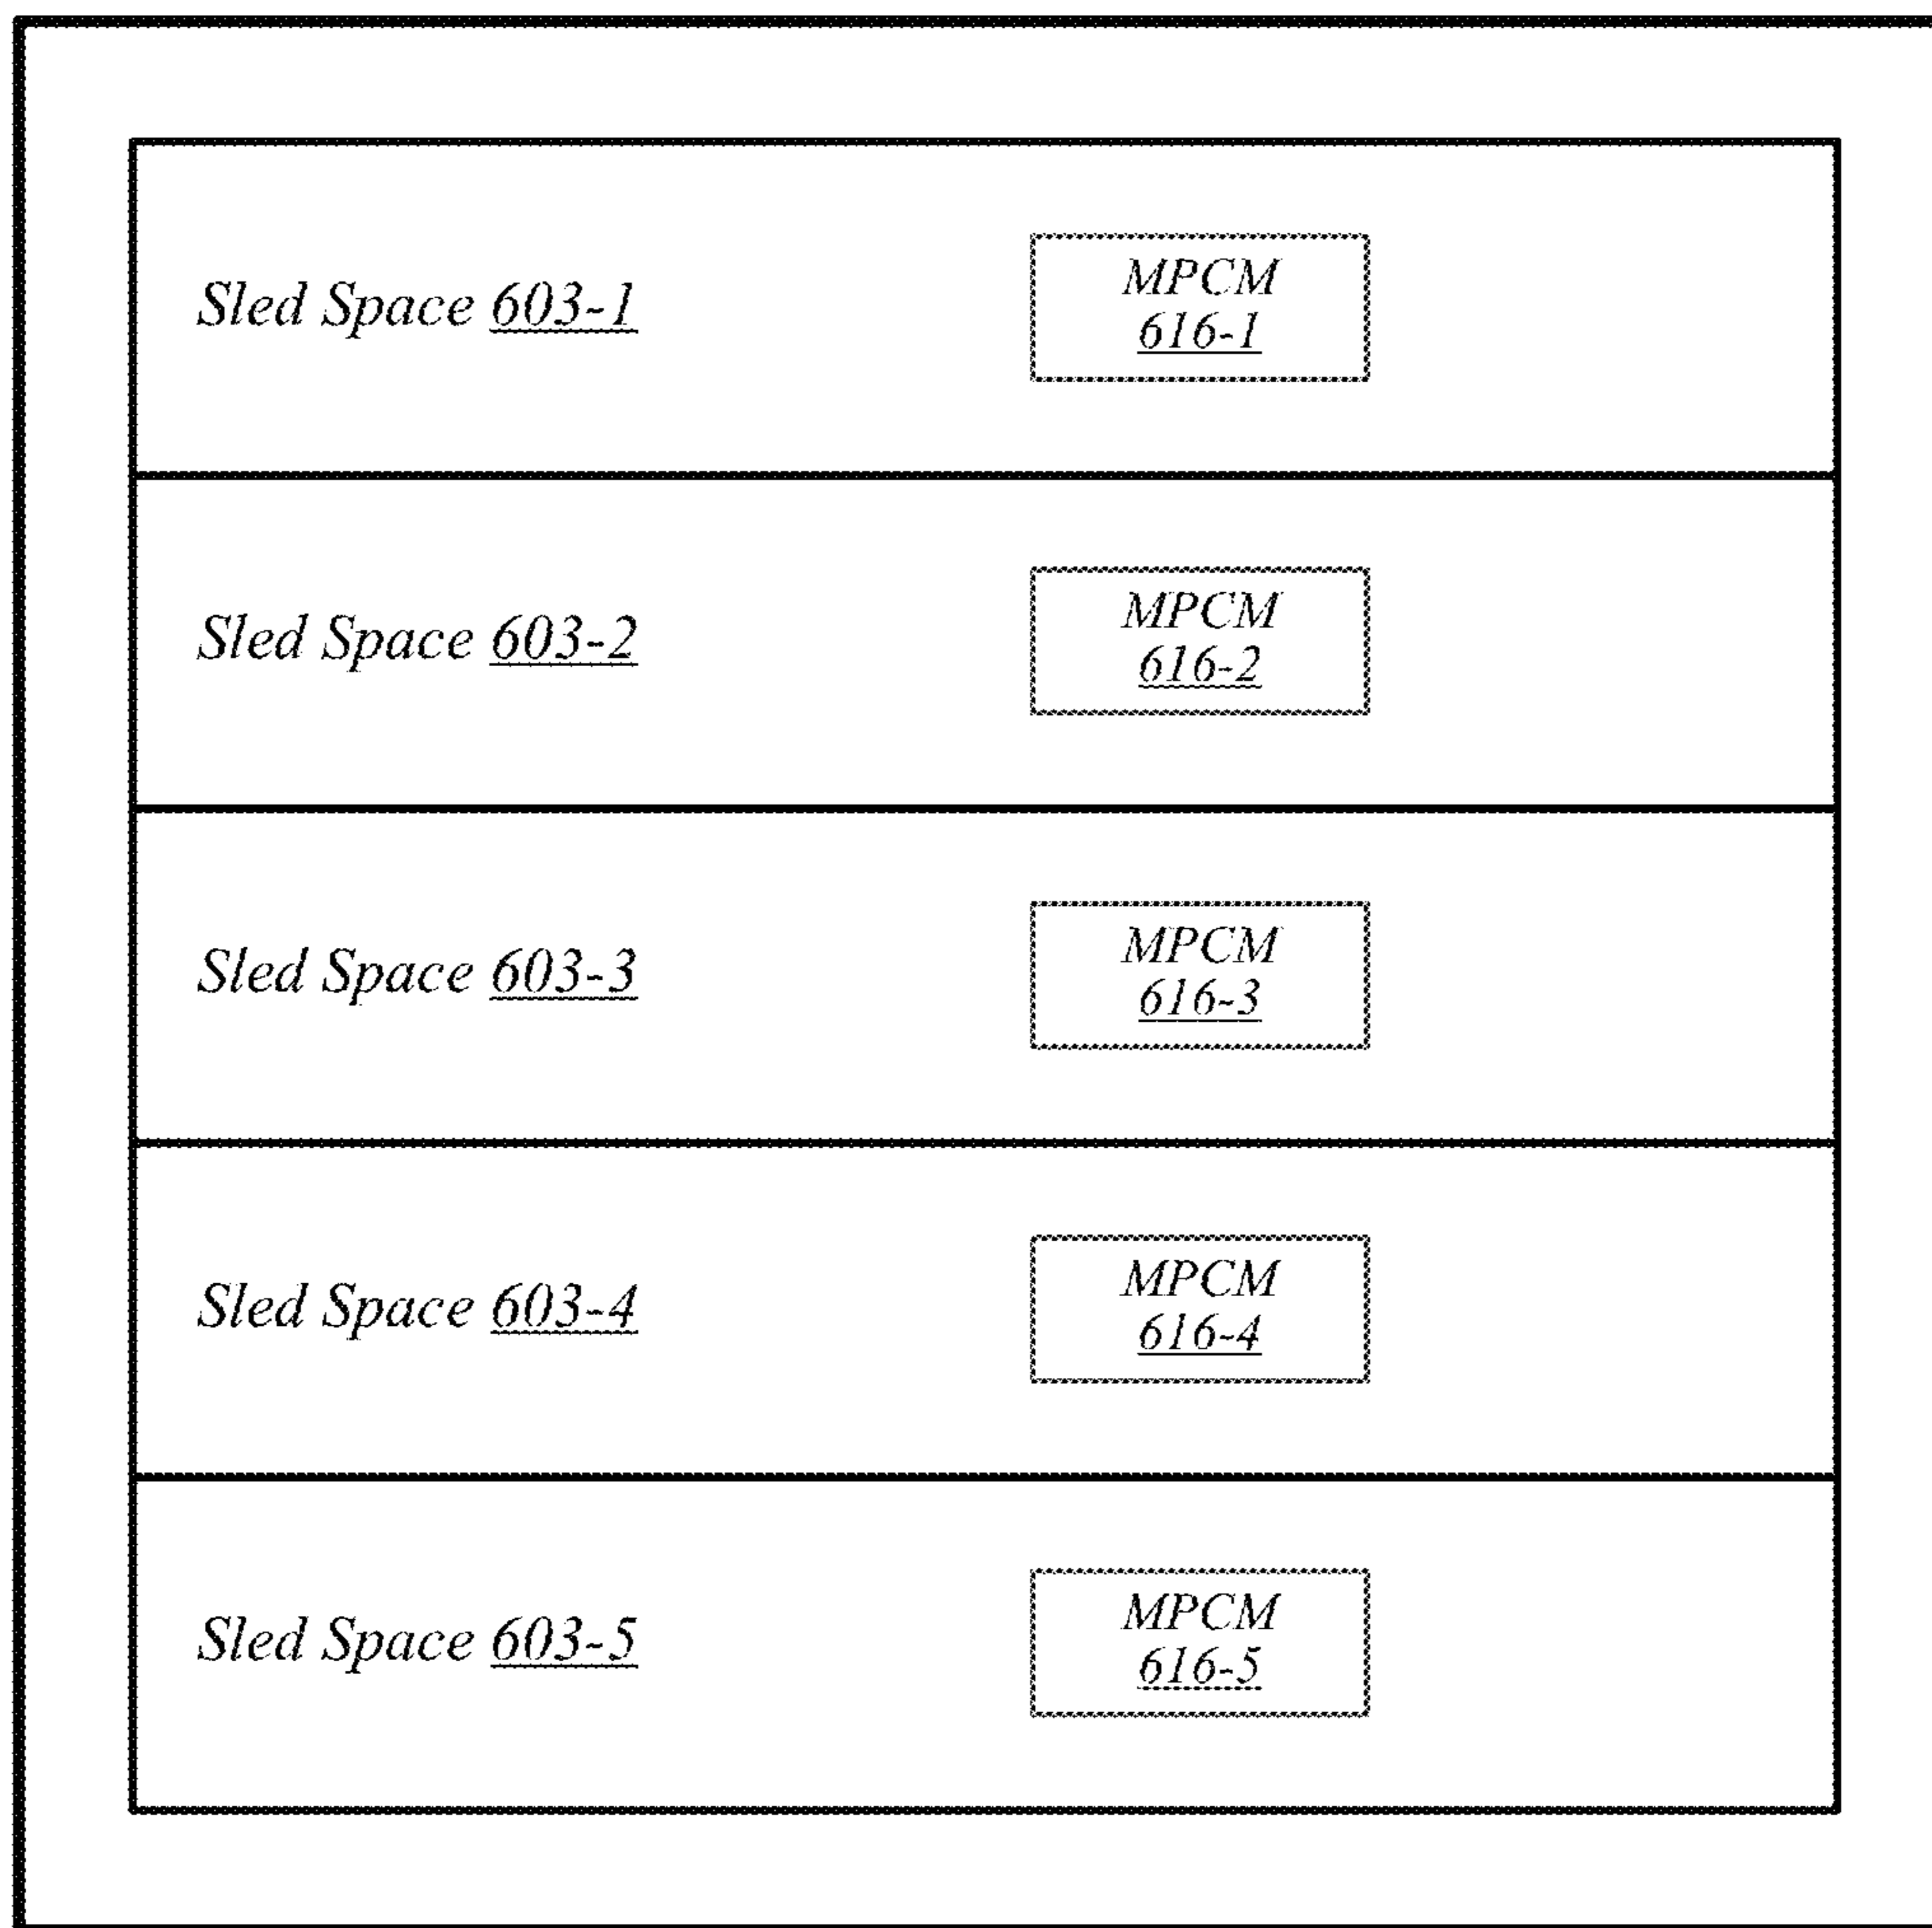 Sled Space 603-1
MPCM
616-1
Sled Space 603-2
MPCM
616-2
Sled Space 603-3
MPCM
616-3
Sled Space 603-4
MPCM
616-4
Sled Space 603-5
MPCM
616-5